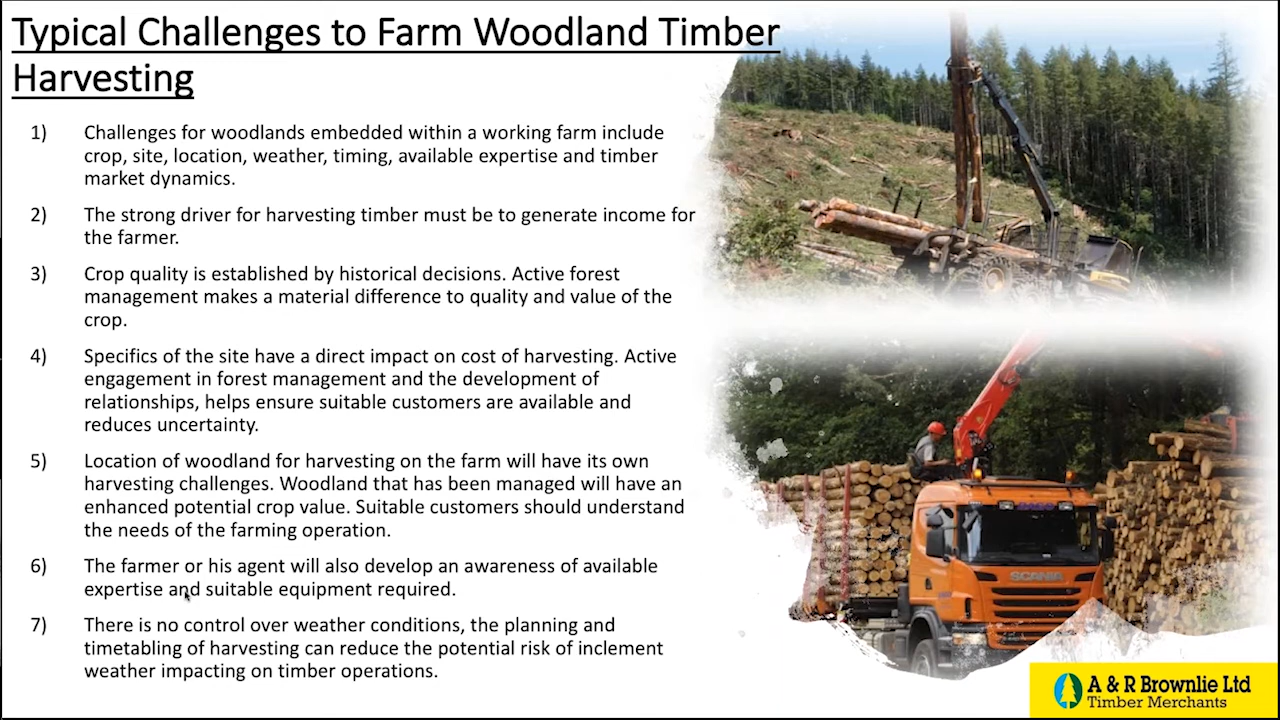 Typical Challenges to Farm Woodland Timber
Harvesting
1) Challenges for woodlands embedded within a working farm include
crop, site, location, weather, timing, available expertise and timber
market dynamics.
2) The strong driver for harvesting timber must be to generate income for
the farmer.
3) Crop quality is established by historical decisions. Active forest
management makes a material difference to quality and value of the
crop.
4) Specifics of the site have a direct impact on cost of harvesting. Active
engagement in forest management and the development of
relationships, helps ensure suitable customers are available and
reduces uncertainty.
5) Location of woodland for harvesting on the farm will have its own
harvesting challenges. Woodland that has been managed will have an
enhanced potential crop value. Suitable customers should understand
the needs of the farming operation.
6) The farmer or his agent will also develop an awareness of available
expertise and suitable equipment required.
7) There is no control over weather conditions, the planning and
timetabling of harvesting can reduce the potential risk of inclement
weather impacting on timber operations.
SCANIA
A & R Brownlie Ltd
Timber Merchants